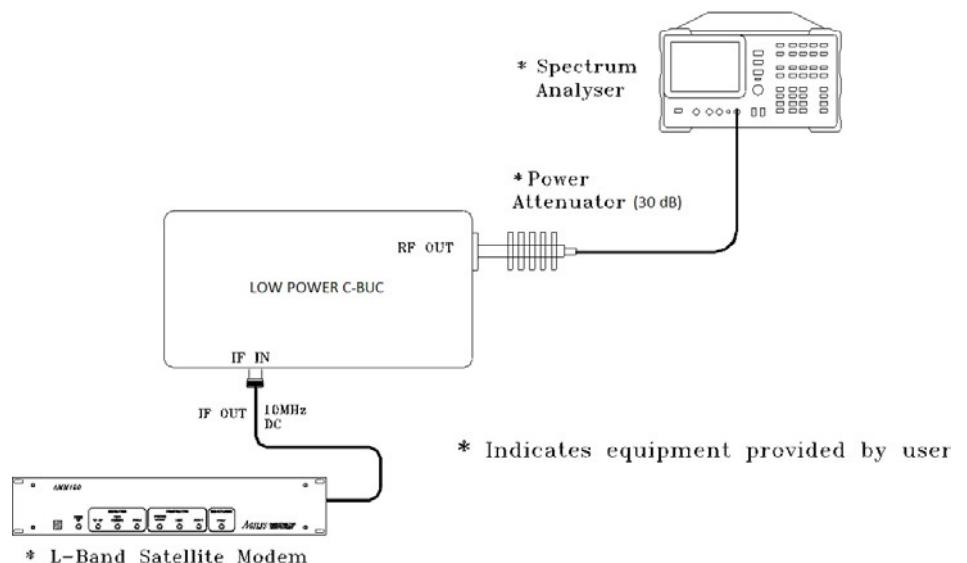 * Spectrum
Analyser
*Power
Attenuator (30 dB)
RF OUT
LOW POWER C-BUC
IF IN
IF OUT
10MHz
DC
* Indicates equipment provided by user
AGILIS
* L-Band Satellite Modem